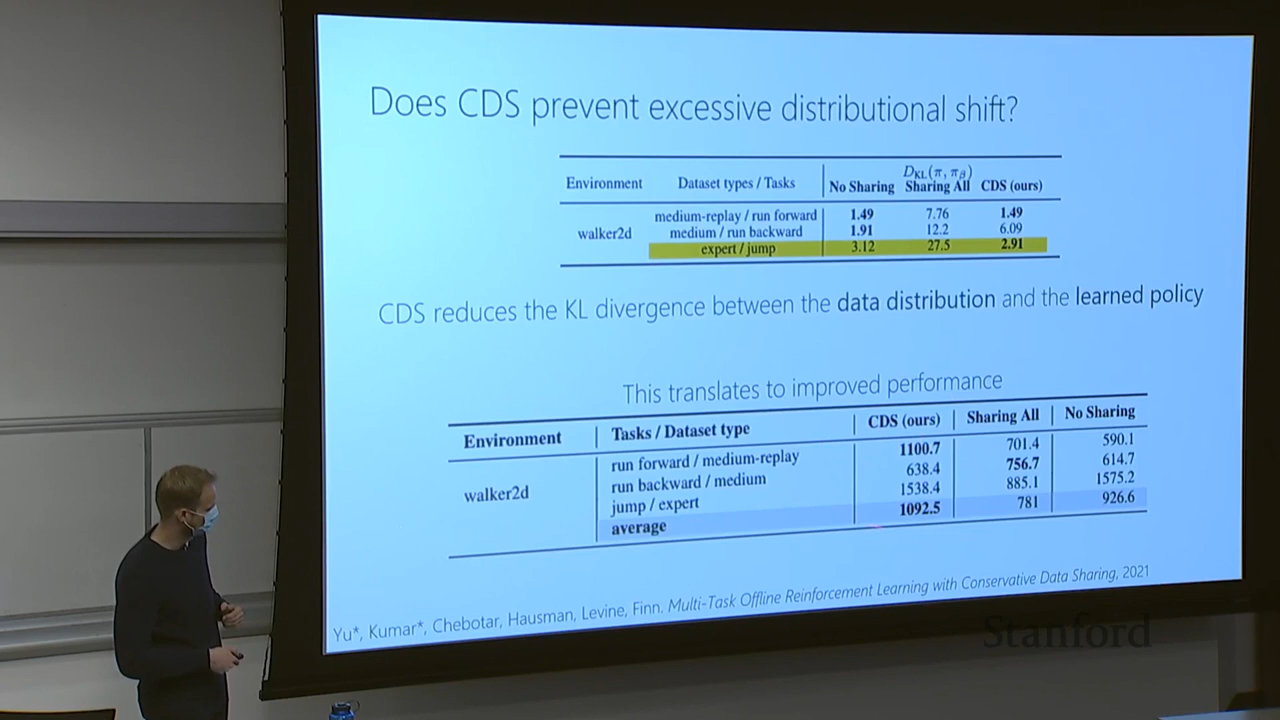 Does CDS prevent excessive distributional shift?
Environment Dataset types / Tasks D_KL(π, π_β)
No Sharing Sharing All CDS (ours)
walker2d
medium-replay / run forward 1.49 7.76 1.49
medium / run backward 1.91 12.2 6.09
expert / jump 3.12 27.5 2.91
CDS reduces the KL divergence between the data distribution and the learned policy
This translates to improved performance
Environment Tasks / Dataset type CDS (ours) Sharing All No Sharing
walker2d
run forward / medium-replay 1100.7 701.4 590.1
run backward / medium 638.4 756.7 614.7
jump / expert 1538.4 885.1 1575.2
average 1092.5 781 926.6
Yu*, Kumar*, Chebotar, Hausman, Levine, Finn. Multi-Task Offline Reinforcement Learning with Conservative Data Sharing, 2021
Stanford